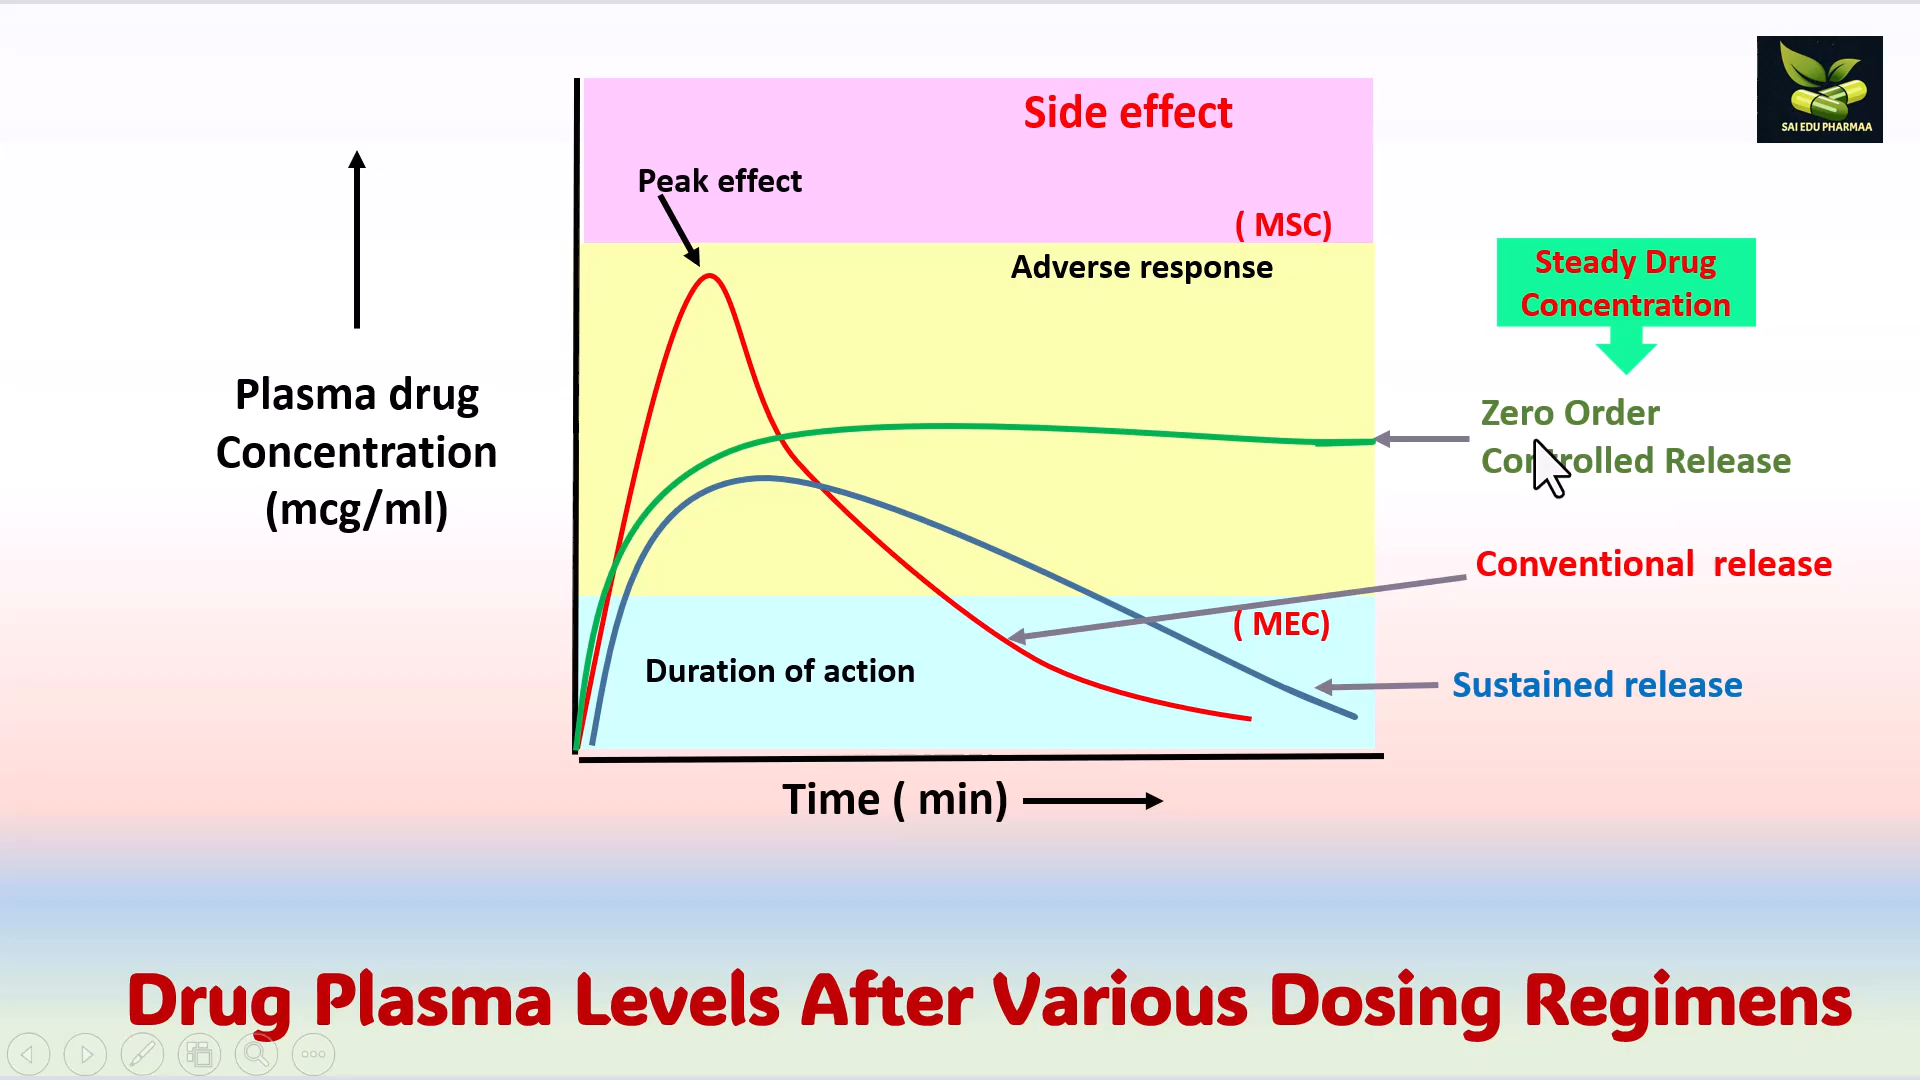 SAI EDU PHARMAA
Side effect
Peak effect
( MSC)
Adverse response
Steady Drug
Concentration
Plasma drug
Concentration
(mcg/ml)
Zero Order
Controlled Release
Conventional release
( MEC)
Duration of action
Sustained release
Time ( min)
Drug Plasma Levels After Various Dosing Regimens